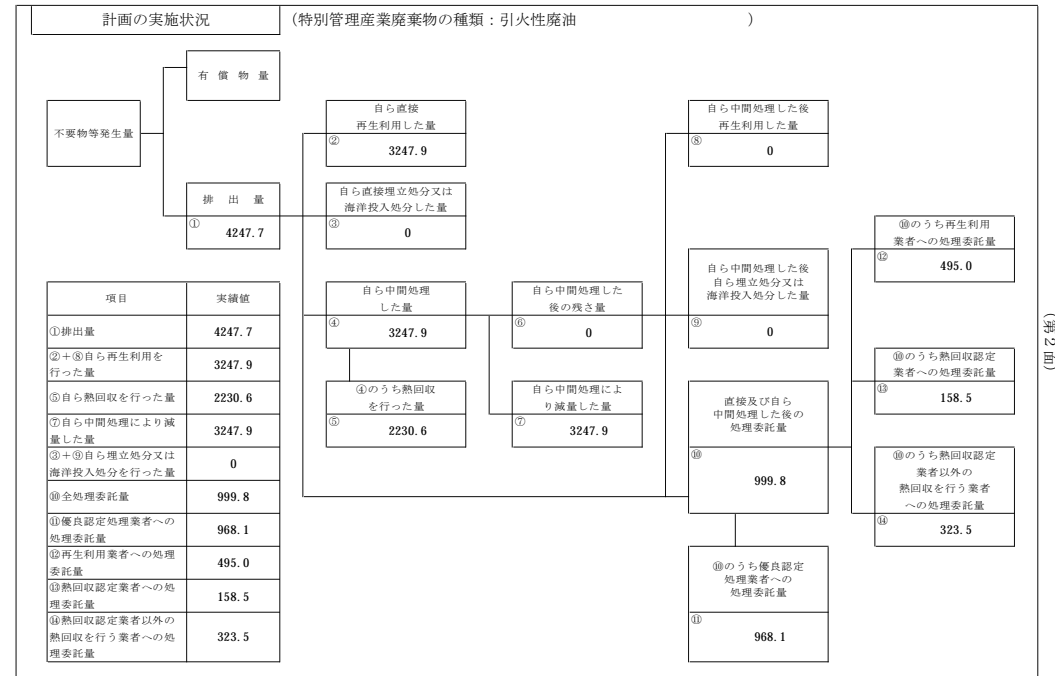 計画の実施状況
(特別管理産業廃棄物の種類：引火性廃油 )
有 償 物 量
不要物等発生量
排 出 量
①
4247.7
自ら直接
再生利用した量
②
3247.9
自ら直接埋立処分又は
海洋投入処分した量
③
0
自ら中間処理した後
再生利用した量
⑧
0
⑩のうち再生利用
業者への処理委託量
⑫
495.0
項目 実績値
①排出量 4247.7
②＋⑧自ら再生利用を
行った量
3247.9
⑤自ら熱回収を行った量 2230.6
⑦自ら中間処理により減
量した量
3247.9
③＋⑨自ら埋立処分又は
海洋投入処分を行った量
0
⑩全処理委託量 999.8
⑪優良認定処理業者への
処理委託量
968.1
⑫再生利用業者への処理
委託量
495.0
⑬熱回収認定業者への処
理委託量
158.5
⑭熱回収認定業者以外の
熱回収を行う業者への処
理委託量
323.5
自ら中間処理
した量
④
3247.9
④のうち熱回収
を行った量
⑤
2230.6
自ら中間処理した
後の残さ量
⑥
0
自ら中間処理によ
り減量した量
⑦
3247.9
自ら中間処理した後
自ら埋立処分又は
海洋投入処分した量
⑨
0
直接及び自ら
中間処理した後の
処理委託量
⑩
999.8
⑩のうち優良認定
処理業者への
処理委託量
⑪
968.1
⑩のうち熱回収認定
業者への処理委託量
⑬
158.5
⑩のうち熱回収認定
業者以外の
熱回収を行う業者
への処理委託量
⑭
323.5
(第2面)